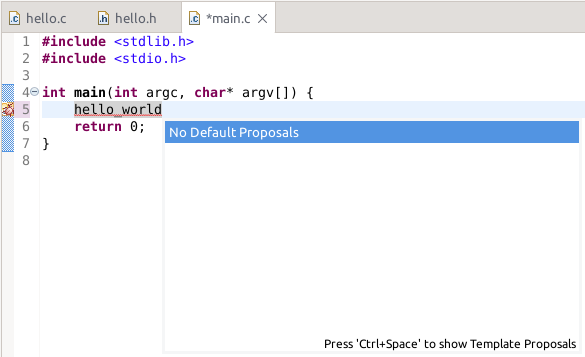 hello.c hello.h *main.c
1 #include <stdlib.h>
2 #include <stdio.h>
3
4 int main(int argc, char* argv[]) {
5 hello_world
6 return 0;
7 }
8
No Default Proposals
Press 'Ctrl+Space' to show Template Proposals